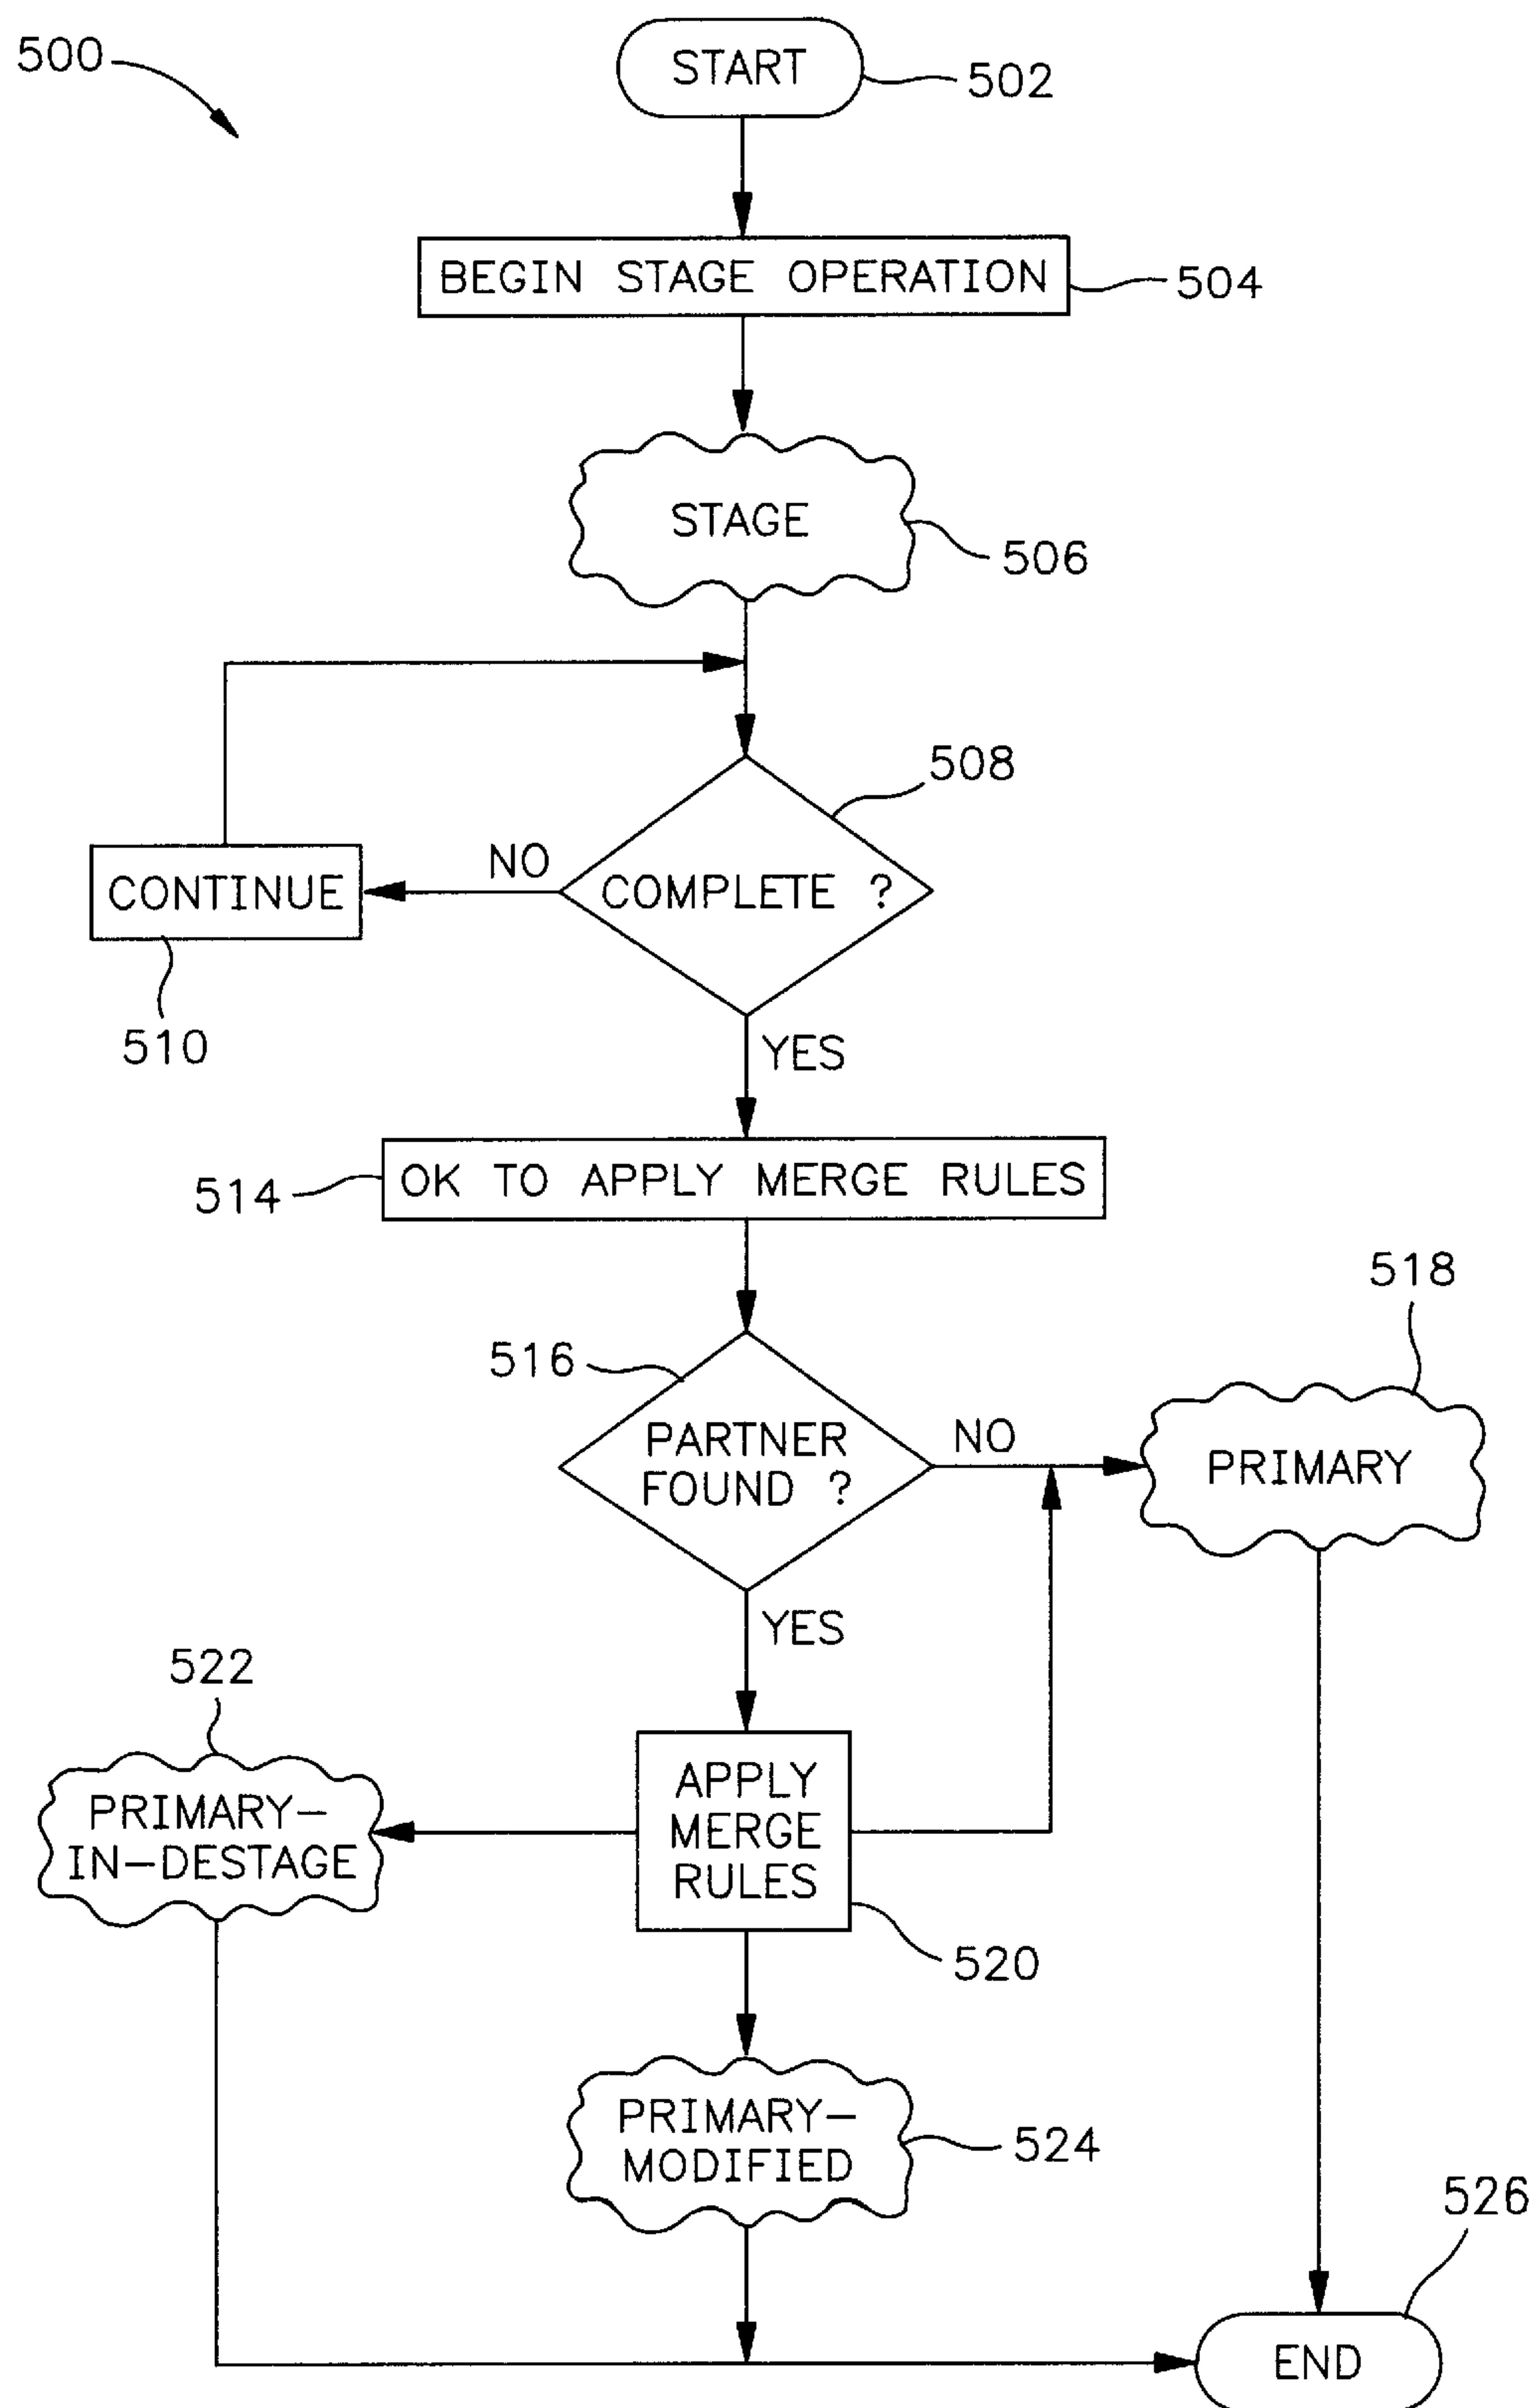 500
START
502
BEGIN STAGE OPERATION
504
STAGE
506
508
COMPLETE ?
NO
CONTINUE
510
YES
OK TO APPLY MERGE RULES
514
518
516
PARTNER
FOUND ?
NO
PRIMARY
YES
522
PRIMARY-
IN-DESTAGE
APPLY
MERGE
RULES
520
PRIMARY-
MODIFIED
524
526
END